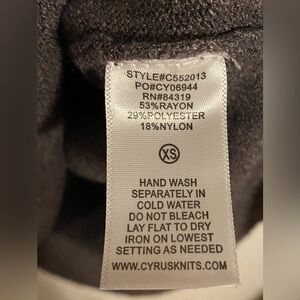 STYLE#C552013
PO#CY06944
RN#84319
53%RAYON
29%POLYESTER
18%NYLON
XS
HAND WASH
SEPARATELY IN
COLD WATER
DO NOT BLEACH
LAY FLAT TO DRY
IRON ON LOWEST
SETTING AS NEEDED
WWW.CYRUSKNITS.COM